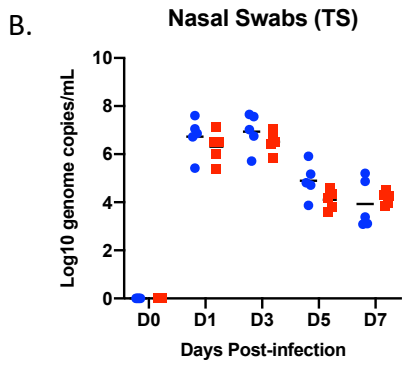 B.
Nasal Swabs (TS)
Log10 genome copies/mL
10
8
6
4
2
0
D0 D1 D3 D5 D7
Days Post-infection